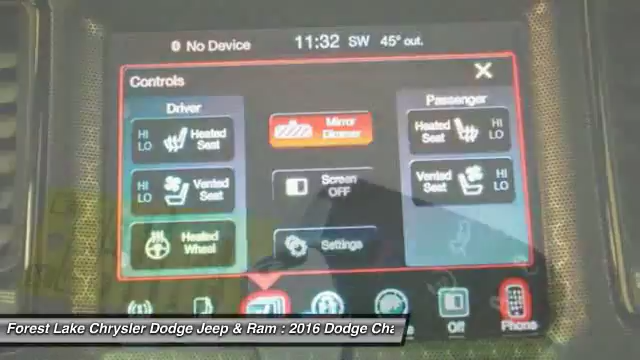 No Device 11:32 SW 45° out.
Controls
Driver
Passenger
HI
LO
Heated
Seat
Mirror
Dimmer
Heated
Seat
HI
LO
HI
LO
Vented
Seat
Screen
OFF
Vented
Seat
HI
LO
Heated
Wheel
Settings
Off
Phone
Forest Lake Chrysler Dodge Jeep & Ram : 2016 Dodge Cha